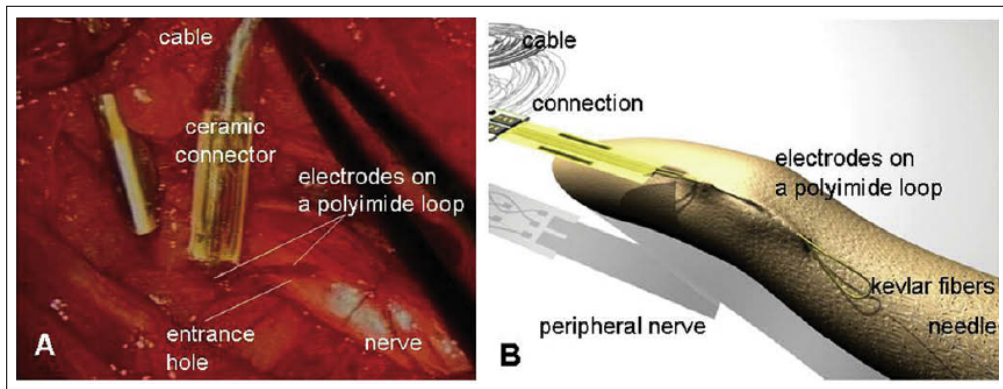 cable
ceramic
connector
electrodes on
a polyimide loop
entrance
hole
nerve
A
cable
connection
electrodes on
a polyimide loop
kevlar fibers
needle
peripheral nerve
B